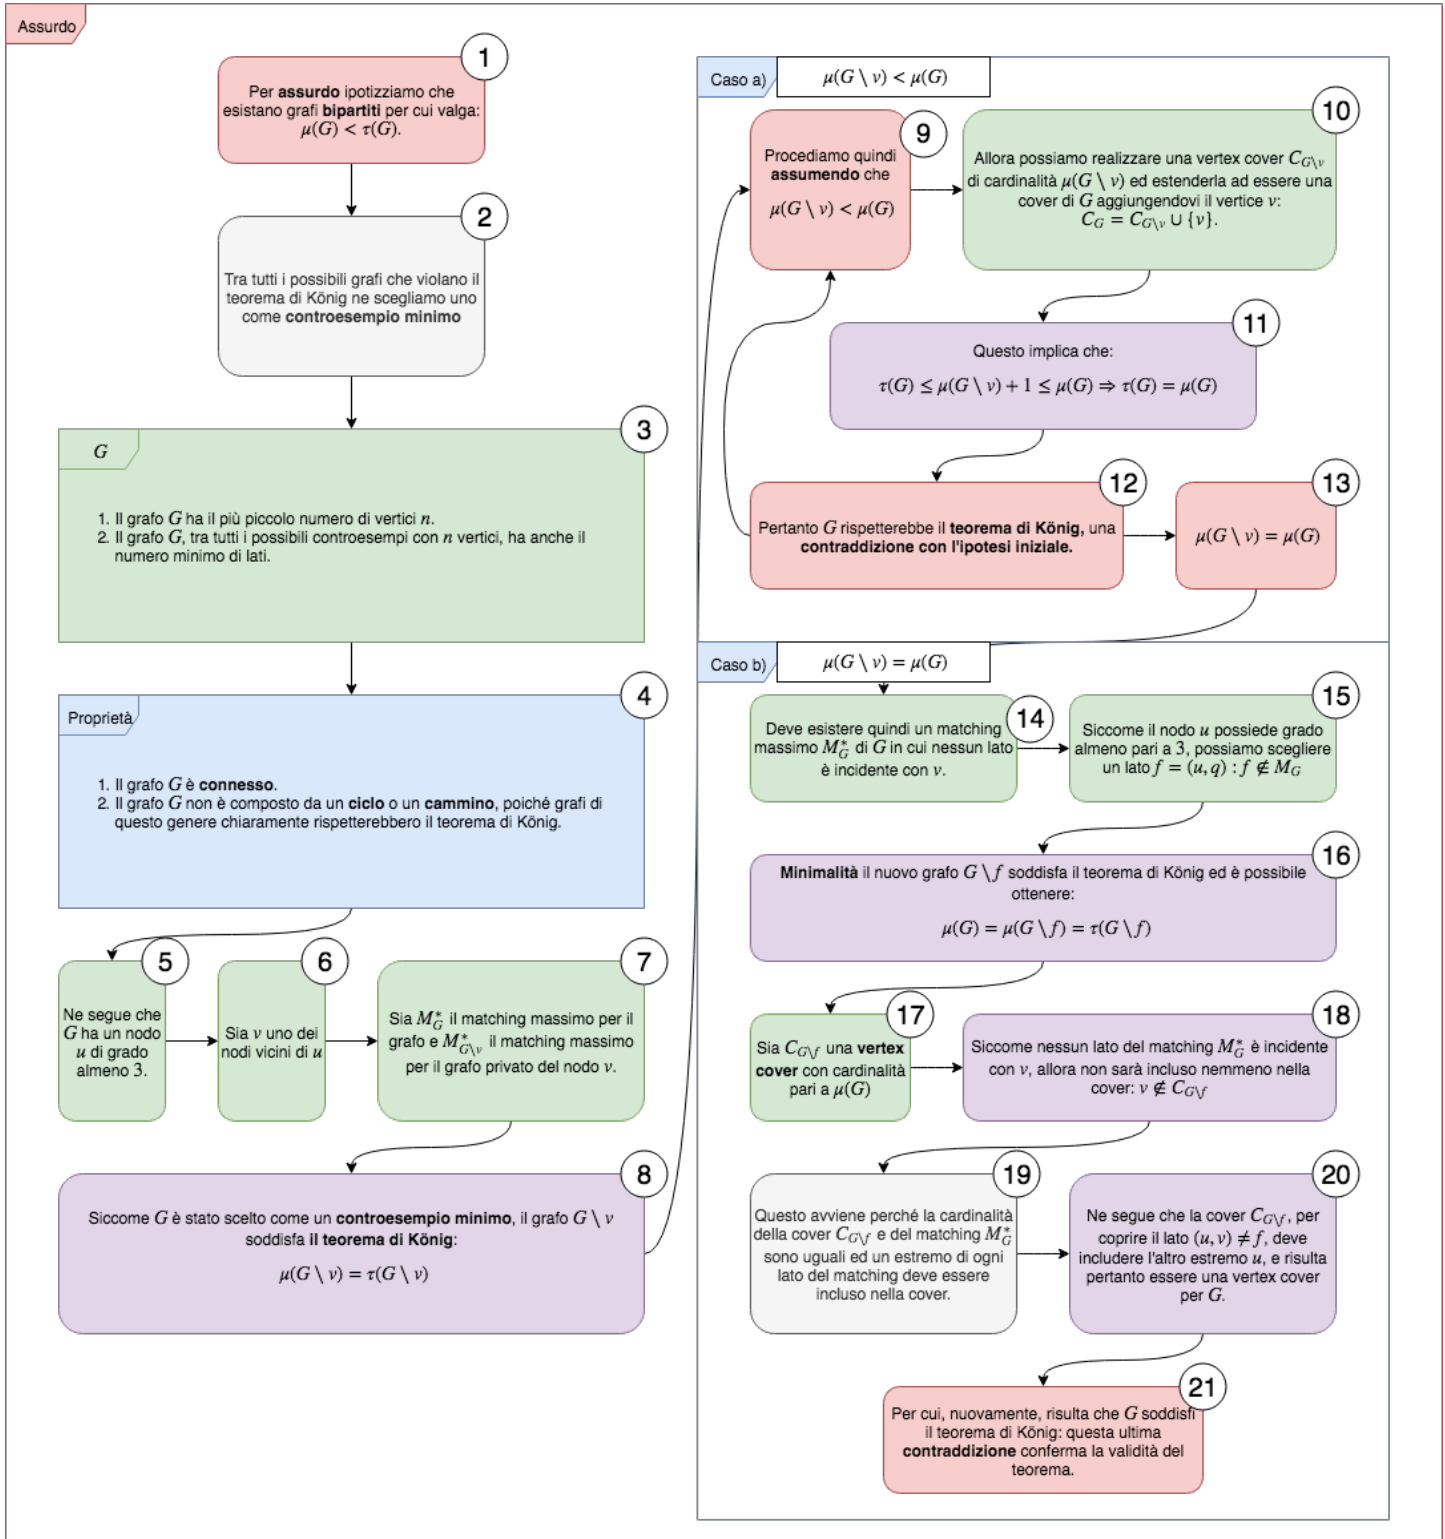 Assurdo
1
Per assurdo ipotizziamo che
esistano grafi bipartiti per cui valga:
μ(G) < τ(G).
2
Tra tutti i possibili grafi che violano il
teorema di König ne scegliamo uno
come controesempio minimo
3
G
1. Il grafo G ha il più piccolo numero di vertici n.
2. Il grafo G, tra tutti i possibili controesempi con n vertici, ha anche il
numero minimo di lati.
4
Proprietà
1. Il grafo G è connesso.
2. Il grafo G non è composto da un ciclo o un cammino, poiché grafi di
questo genere chiaramente rispetterebbero il teorema di König.
5
Ne segue che
G ha un nodo
u di grado
almeno 3.
6
Sia v uno dei
nodi vicini di u
7
Sia M*_G il matching massimo per il
grafo e M*_{G\v} il matching massimo
per il grafo privato del nodo v.
8
Siccome G è stato scelto come un controesempio minimo, il grafo G \ v
soddisfa il teorema di König:
μ(G \ v) = τ(G \ v)
Caso a)
μ(G \ v) < μ(G)
9
Procediamo quindi
assumendo che
μ(G \ v) < μ(G)
10
Allora possiamo realizzare una vertex cover C_{G\v}
di cardinalità μ(G \ v) ed estenderla ad essere una
cover di G aggiungendovi il vertice v:
C_G = C_{G\v} ∪ {v}.
11
Questo implica che:
τ(G) ≤ μ(G \ v) + 1 ≤ μ(G) ⇒ τ(G) = μ(G)
12
Pertanto G rispetterebbe il teorema di König, una
contraddizione con l'ipotesi iniziale.
13
μ(G \ v) = μ(G)
Caso b)
μ(G \ v) = μ(G)
14
Deve esistere quindi un matching
massimo M*_G di G in cui nessun lato
è incidente con v.
15
Siccome il nodo u possiede grado
almeno pari a 3, possiamo scegliere
un lato f = (u, q) : f ∉ M_G
16
Minimalità il nuovo grafo G \ f soddisfa il teorema di König ed è possibile
ottenere:
μ(G) = μ(G \ f) = τ(G \ f)
17
Sia C_{G\f} una vertex
cover con cardinalità
pari a μ(G)
18
Siccome nessun lato del matching M*_G è incidente
con v, allora non sarà incluso nemmeno nella
cover: v ∉ C_{G\f}
19
Questo avviene perché la cardinalità
della cover C_{G\f} e del matching M*_G
sono uguali ed un estremo di ogni
lato del matching deve essere
incluso nella cover.
20
Ne segue che la cover C_{G\f}, per
coprire il lato (u, v) ≠ f, deve
includere l'altro estremo u, e risulta
pertanto essere una vertex cover
per G.
21
Per cui, nuovamente, risulta che G soddisfi
il teorema di König: questa ultima
contraddizione conferma la validità del
teorema.